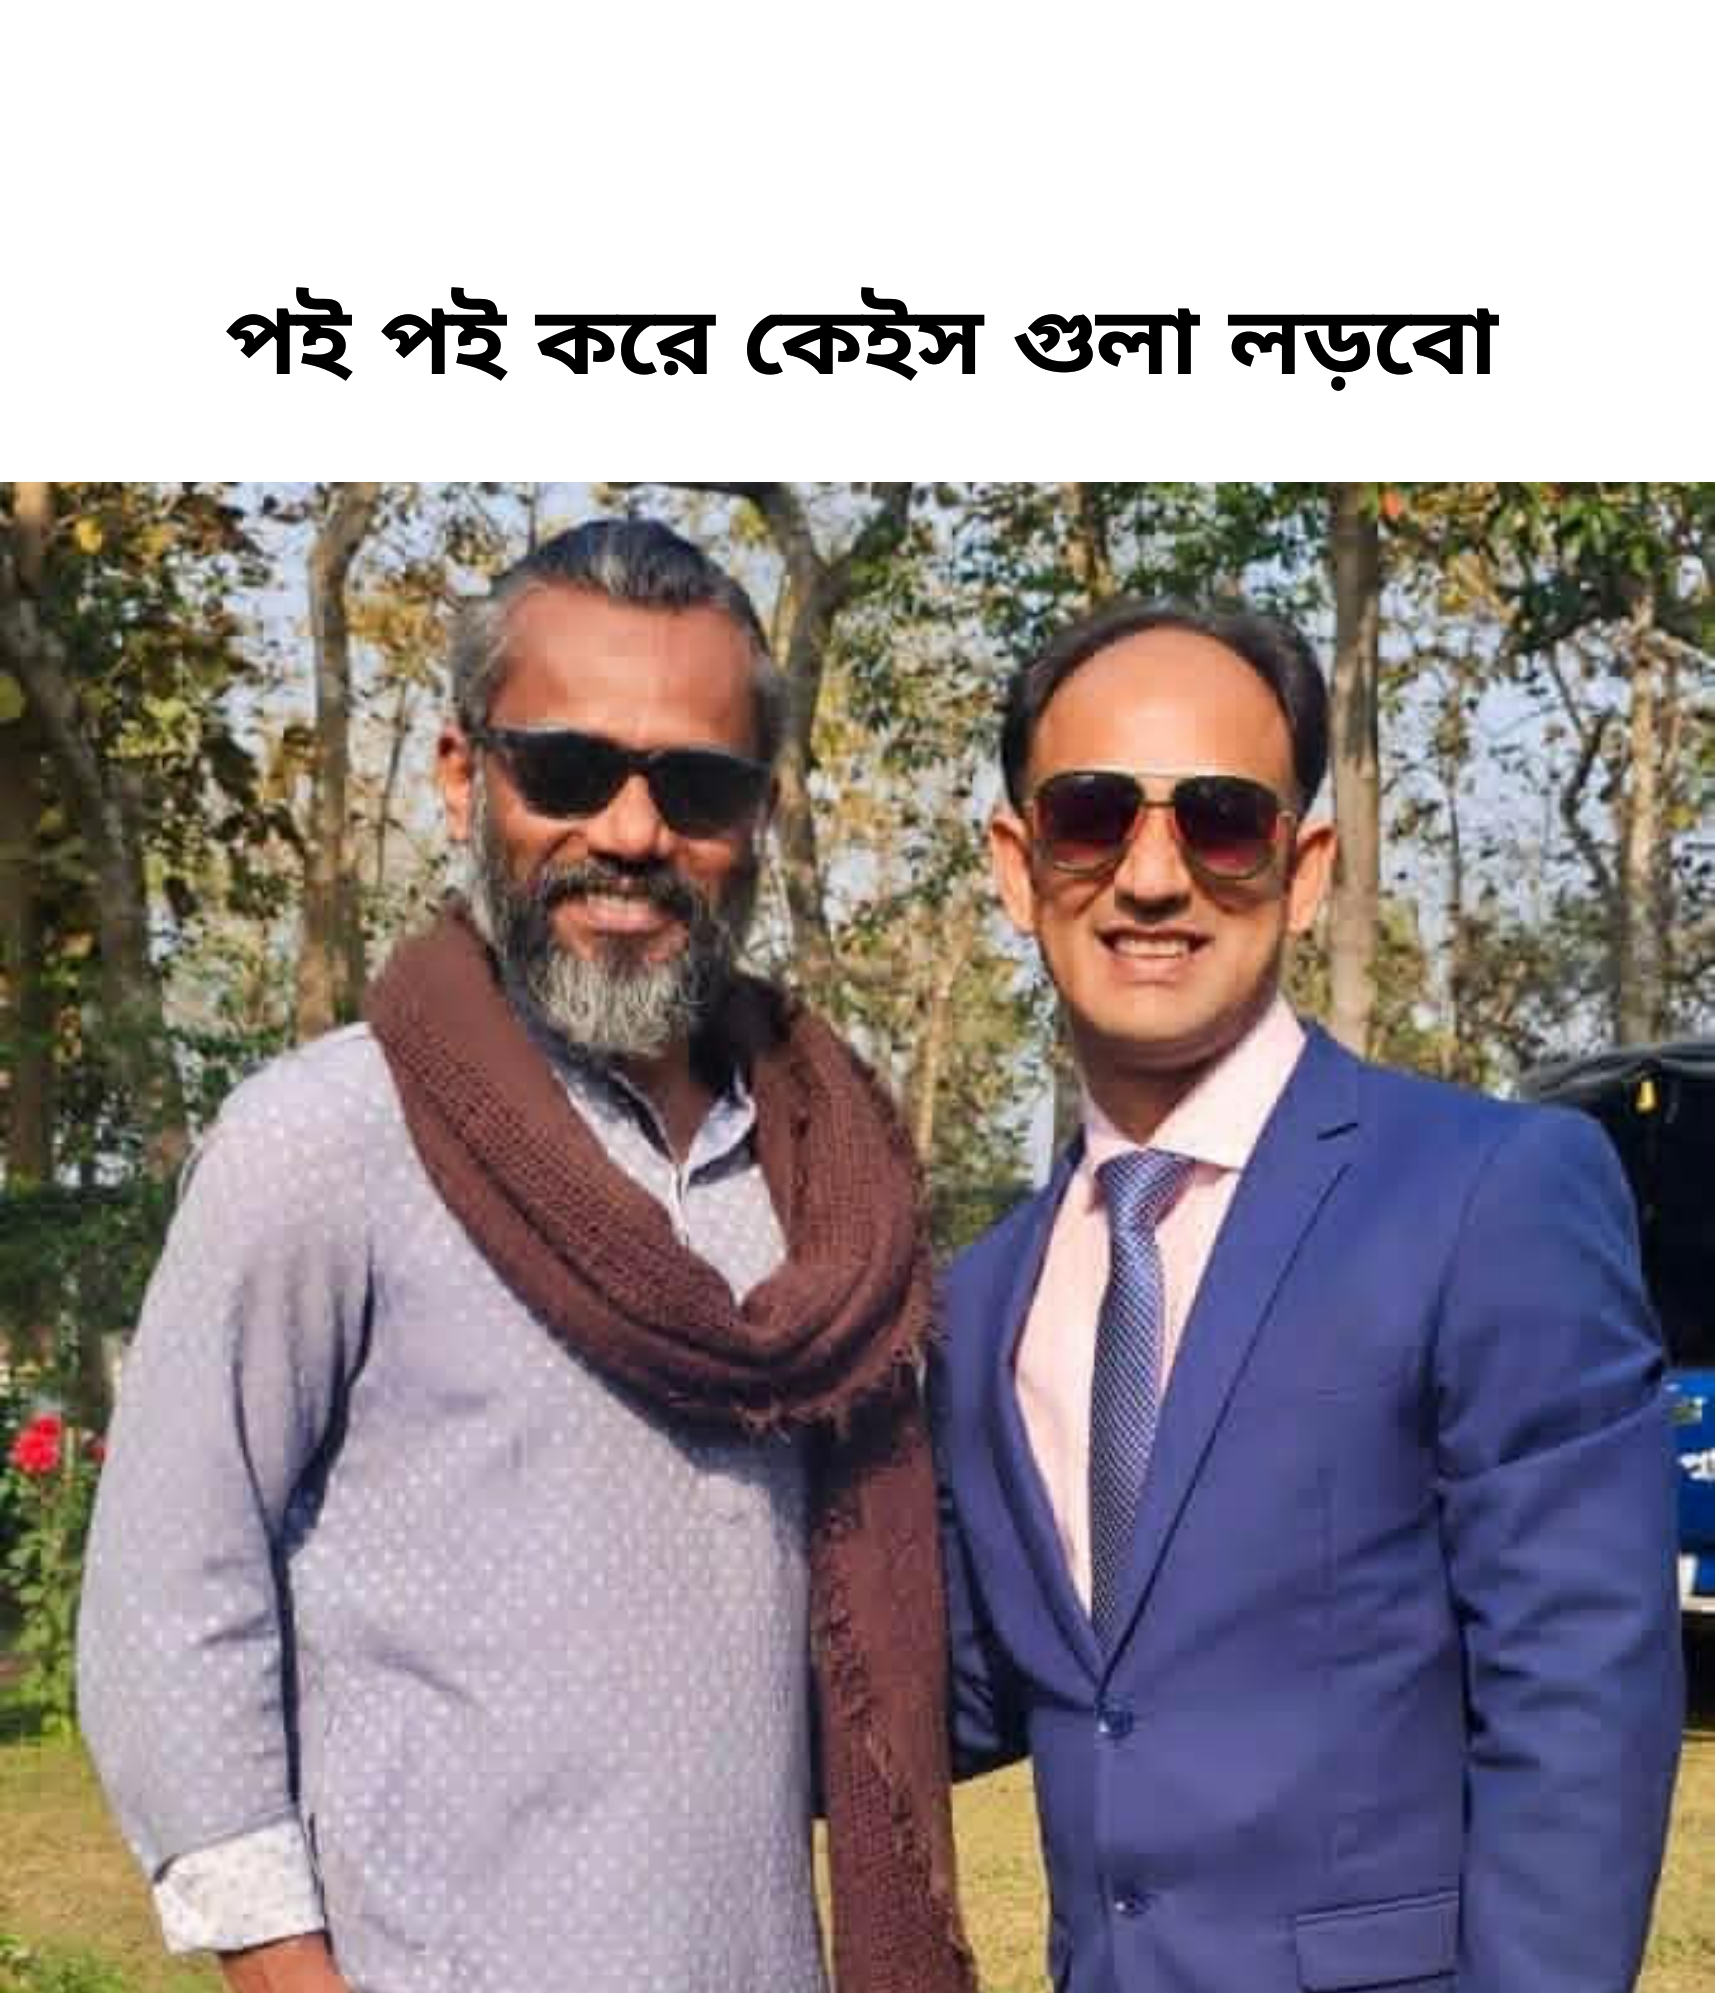 পই পই করে কেইস গুলা লড়বো